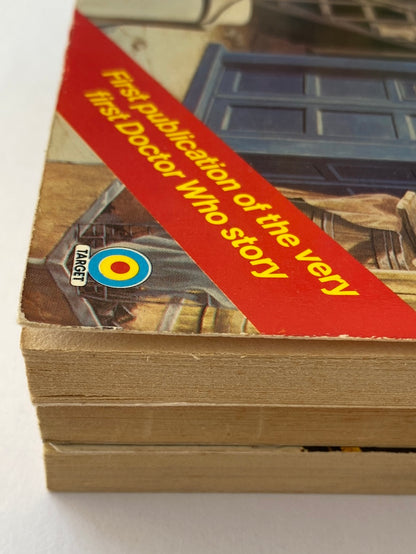 First publication of the very
first Doctor Who story
TARGET